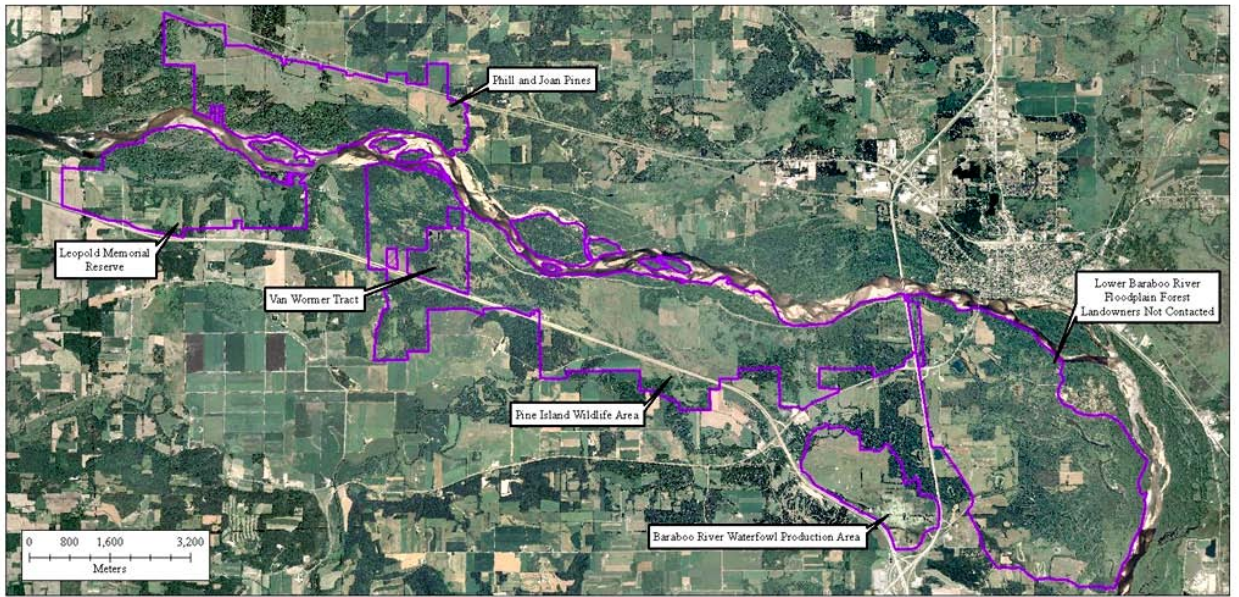 Phill and Joan Pines
Leopold Memorial
Reserve
Van Wormer Tract
Lower Baraboo River
Floodplain Forest
Landowners Not Contacted
Pine Island Wildlife Area
Baraboo River Waterfowl Production Area
0 800 1,600 3,200
Meters